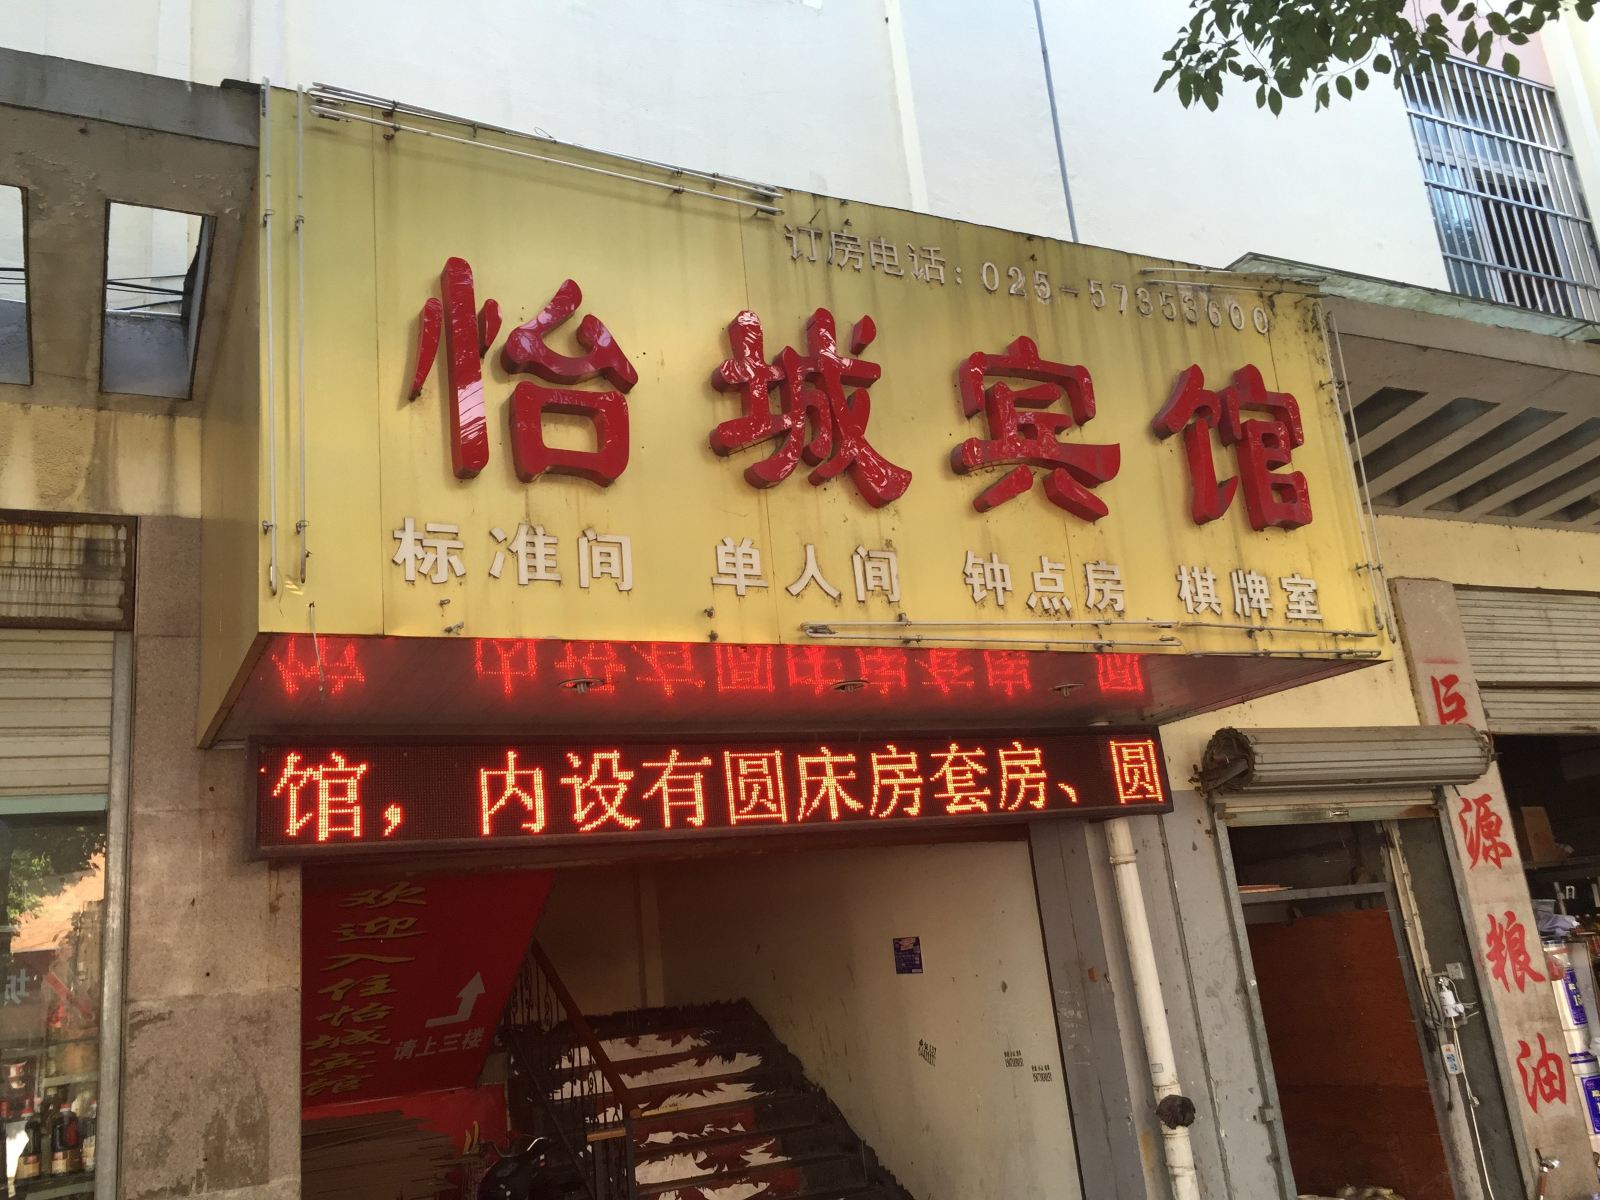 订房电话：025-57353600
怡城宾馆
标准间 单人间 钟点房 棋牌室
馆，内设有圆床房套房、圆
欢迎入住怡城宾馆
请上三楼
巨源粮油